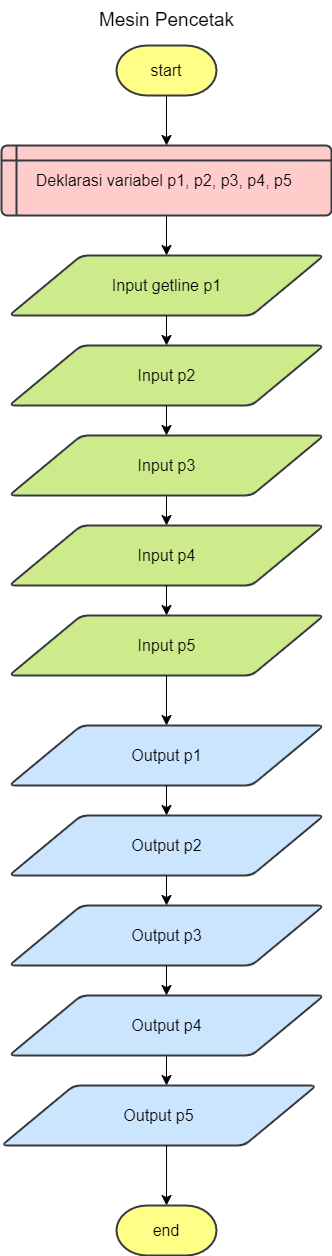 Mesin Pencetak
start
Deklarasi variabel p1, p2, p3, p4, p5
Input getline p1
Input p2
Input p3
Input p4
Input p5
Output p1
Output p2
Output p3
Output p4
Output p5
end